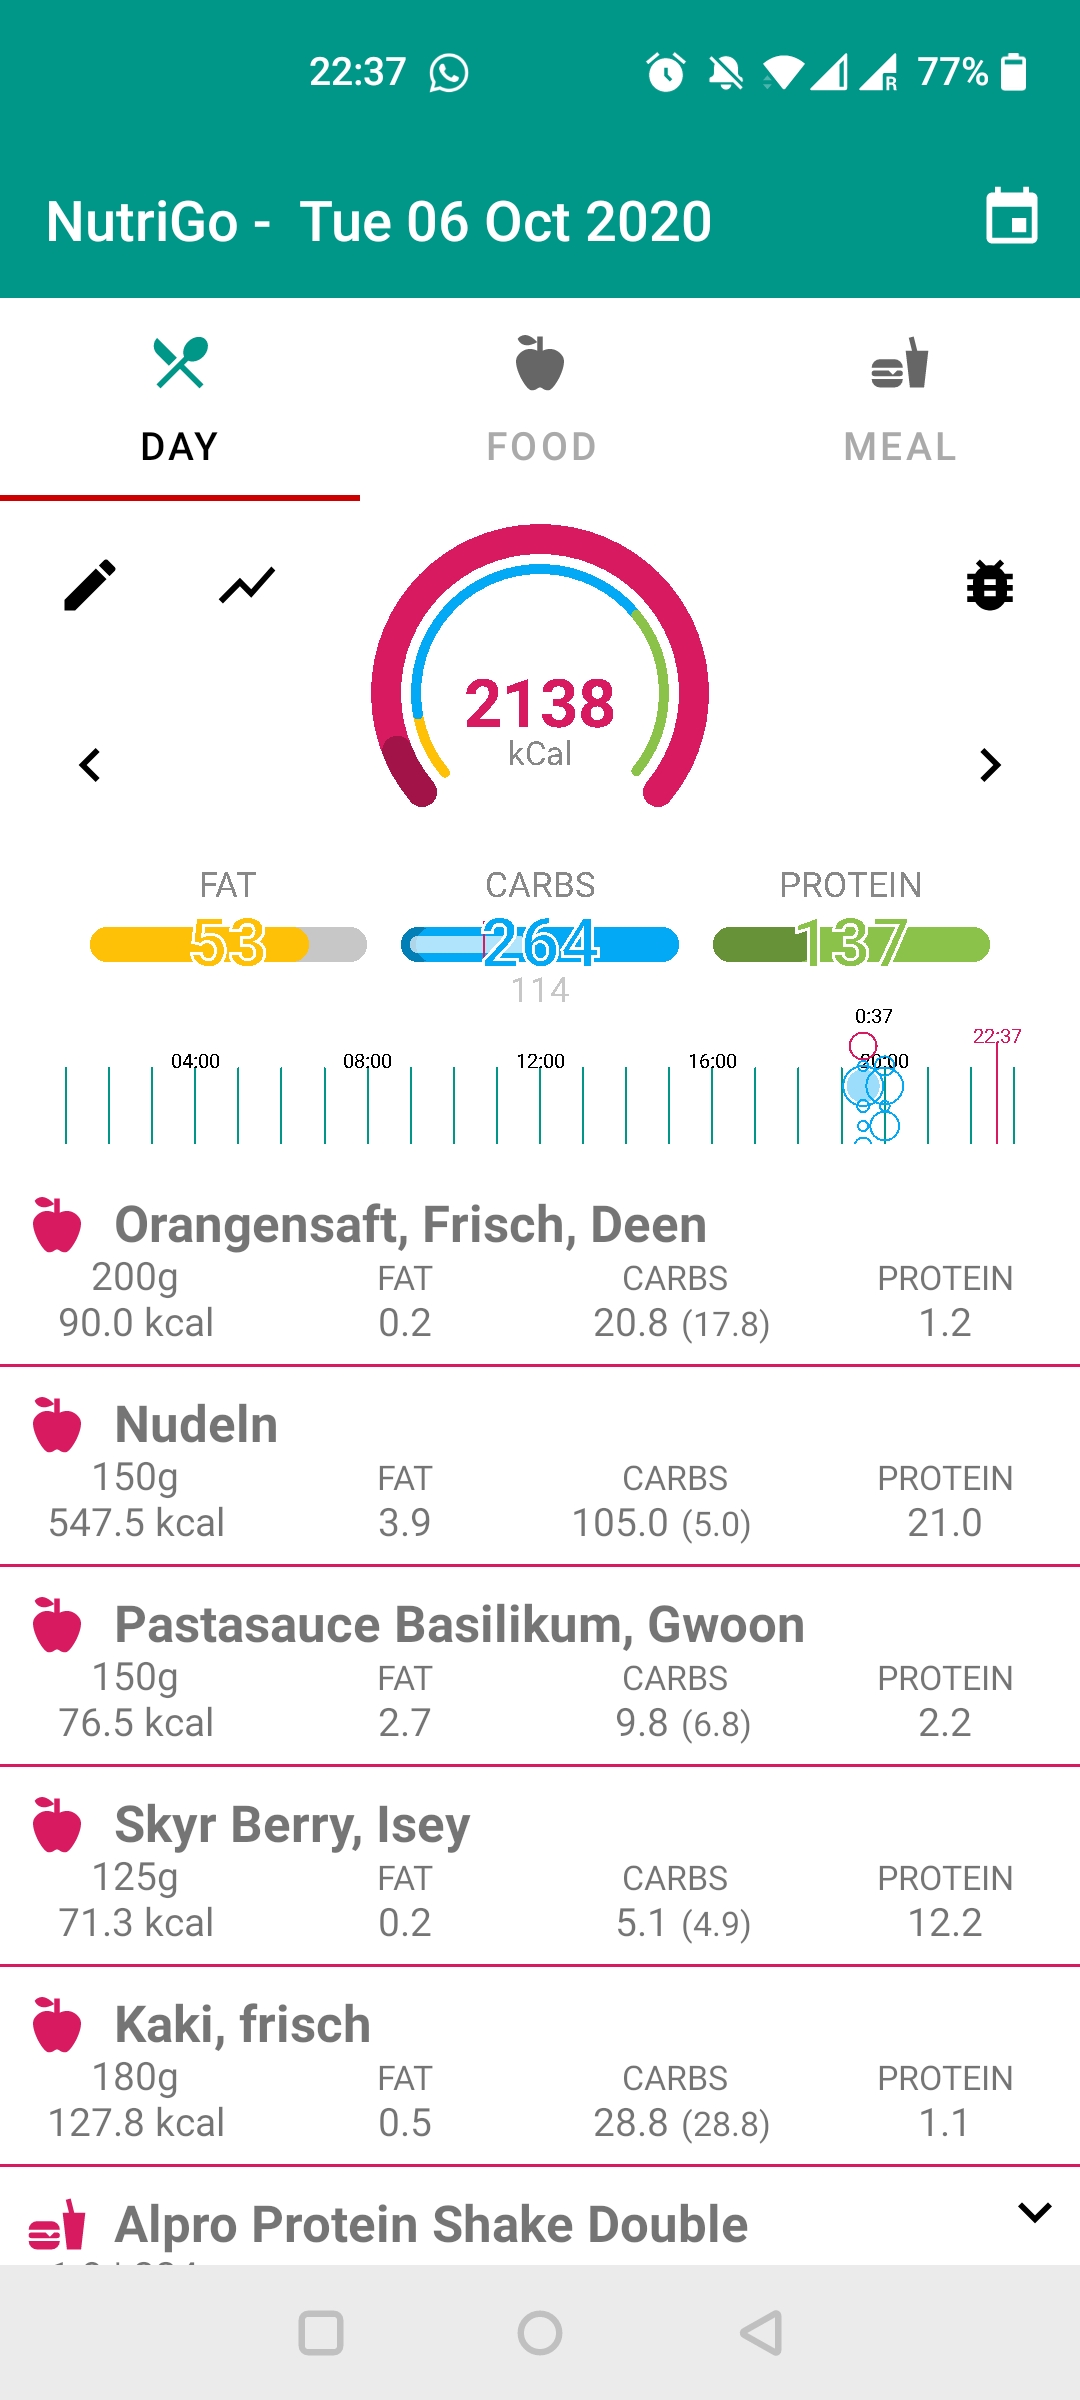 22:37 77%
NutriGo - Tue 06 Oct 2020
DAY FOOD MEAL
2138
kCal
FAT CARBS PROTEIN
53 264 137
114
0:37
22:37
04:00 08:00 12:00 16:00 20:00
Orangensaft, Frisch, Deen
200g FAT CARBS PROTEIN
90.0 kcal 0.2 20.8 (17.8) 1.2
Nudeln
150g FAT CARBS PROTEIN
547.5 kcal 3.9 105.0 (5.0) 21.0
Pastasauce Basilikum, Gwoon
150g FAT CARBS PROTEIN
76.5 kcal 2.7 9.8 (6.8) 2.2
Skyr Berry, Isey
125g FAT CARBS PROTEIN
71.3 kcal 0.2 5.1 (4.9) 12.2
Kaki, frisch
180g FAT CARBS PROTEIN
127.8 kcal 0.5 28.8 (28.8) 1.1
Alpro Protein Shake Double